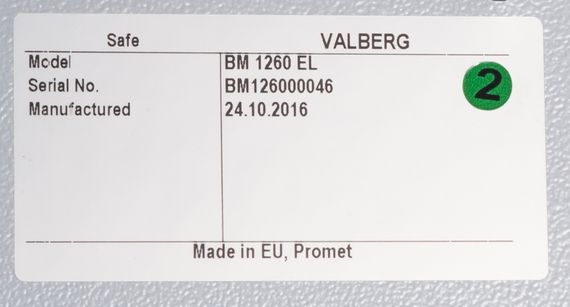 Safe VALBERG
Model BM 1260 EL
Serial No. BM126000046
Manufactured 24.10.2016
2
Made in EU, Promet